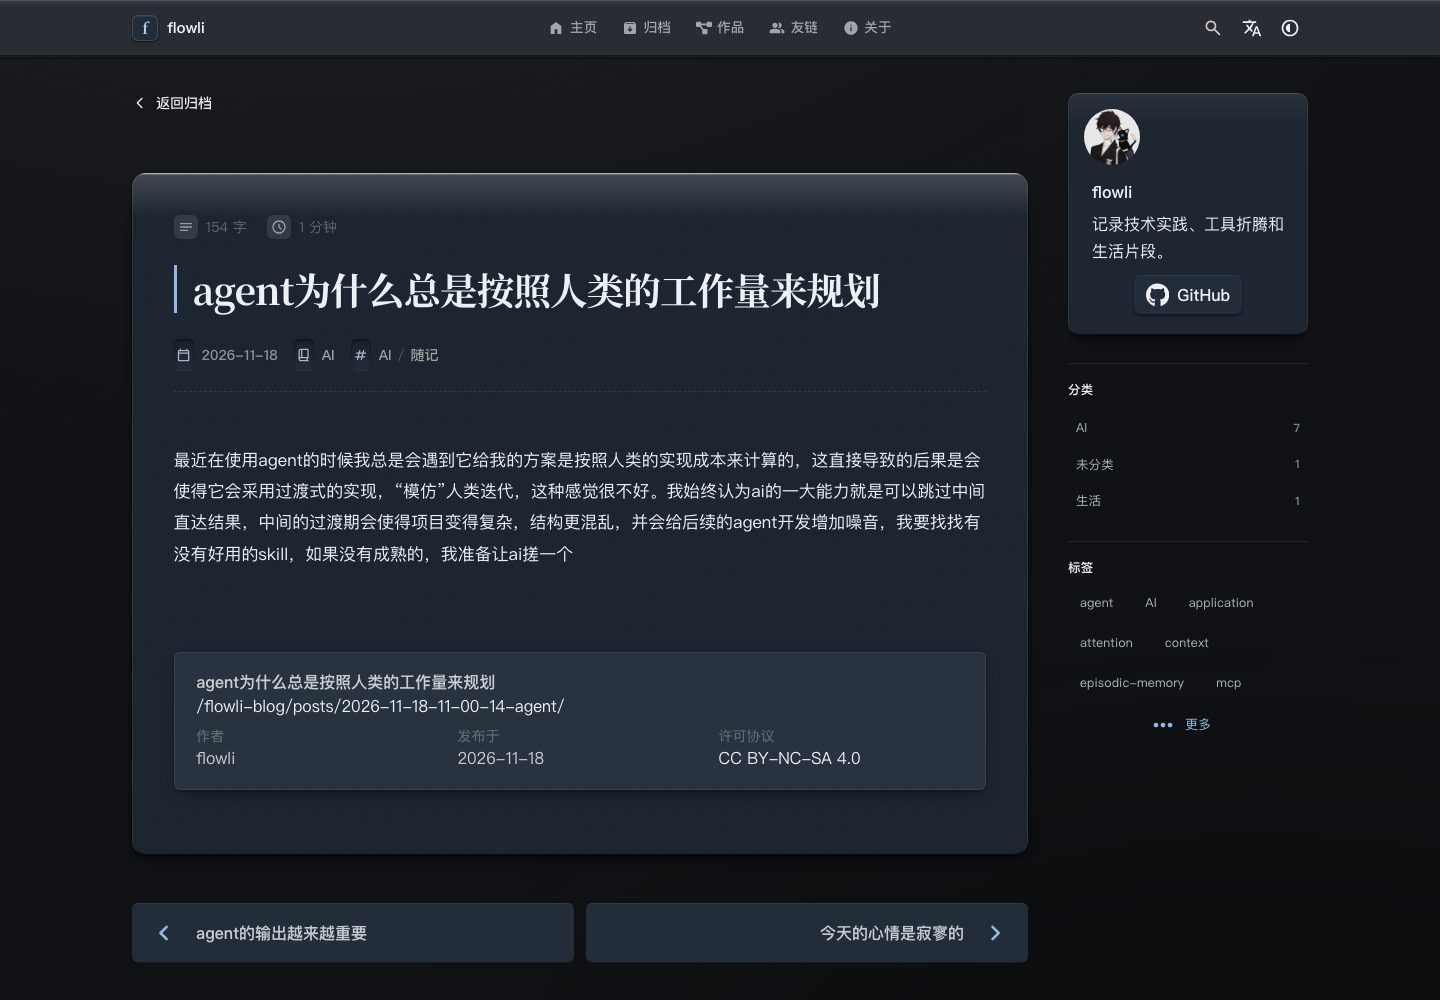 f flowli
主页
归档
作品
友链
关于
返回归档
154 字 1 分钟
agent为什么总是按照人类的工作量来规划
2026-11-18 AI # AI / 随记
最近在使用agent的时候我总是会遇到它给我的方案是按照人类的实现成本来计算的，这直接导致的后果是会
使得它会采用过渡式的实现，“模仿”人类迭代，这种感觉很不好。我始终认为ai的一大能力就是可以跳过中间
直达结果，中间的过渡期会使得项目变得复杂，结构更混乱，并会给后续的agent开发增加噪音，我要找找有
没有好用的skill，如果没有成熟的，我准备让ai搓一个
agent为什么总是按照人类的工作量来规划
/flowli-blog/posts/2026-11-18-11-00-14-agent/
作者 发布于 许可协议
flowli 2026-11-18 CC BY-NC-SA 4.0
agent的输出越来越重要
今天的心情是寂寥的
flowli
记录技术实践、工具折腾和
生活片段。
GitHub
分类
AI 7
未分类 1
生活 1
标签
agent AI application
attention context
episodic-memory mcp
更多